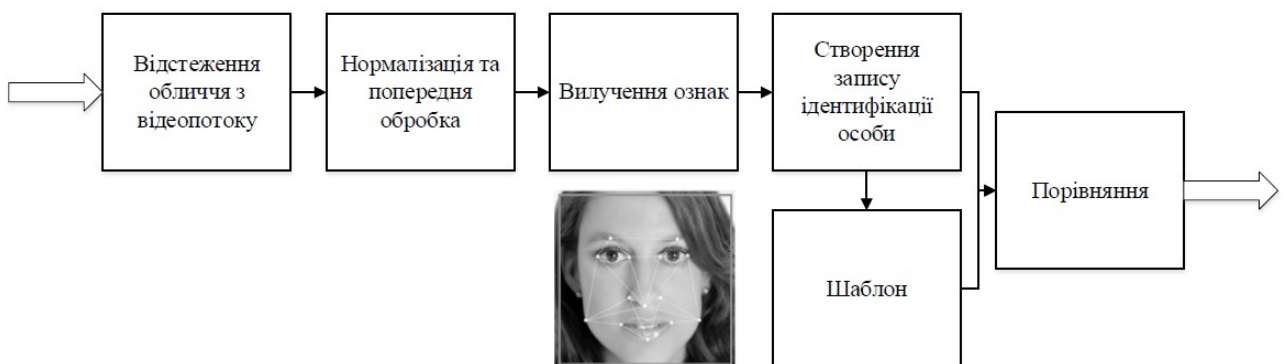 Відстеження
обличчя з
відеопотоку
Нормалізація та
попередня
обробка
Вилучення ознак
Створення
запису
ідентифікації
особи
Порівняння
Шаблон